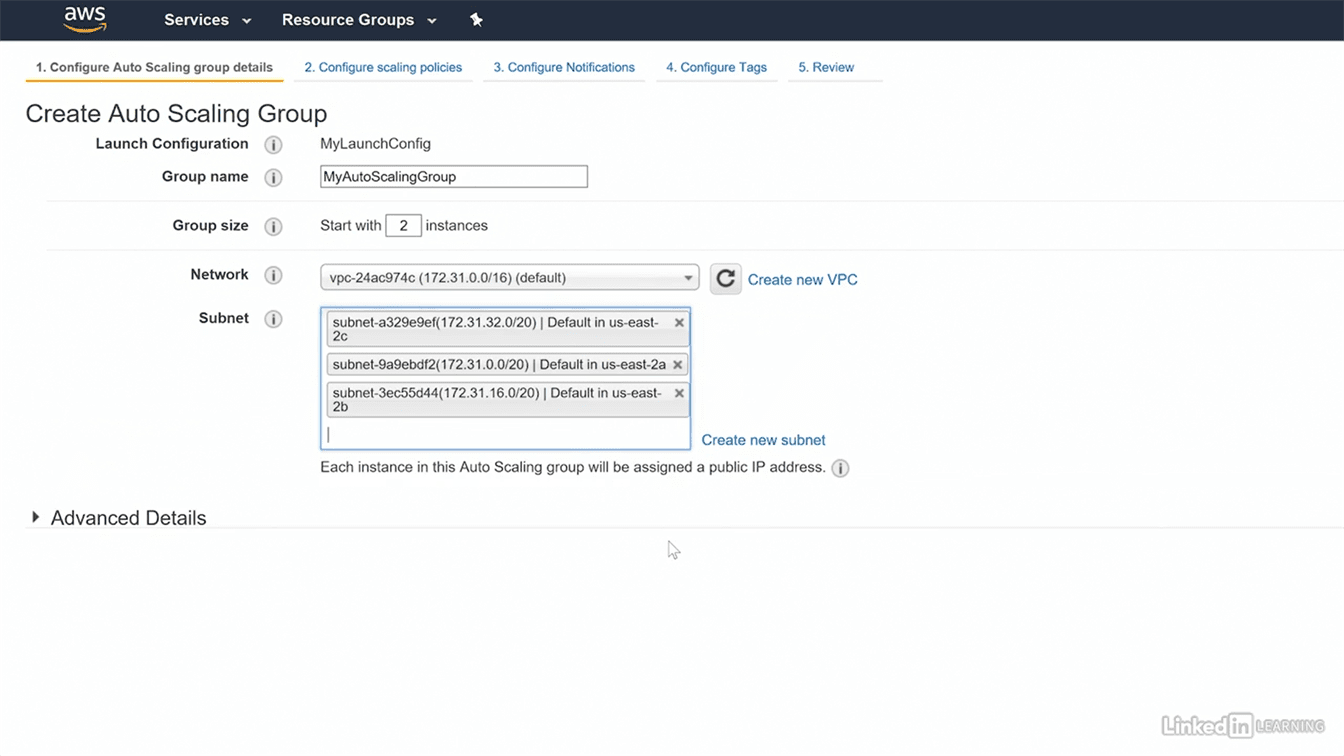 aws Services Resource Groups
1. Configure Auto Scaling group details 2. Configure scaling policies 3. Configure Notifications 4. Configure Tags 5. Review
Create Auto Scaling Group
Launch Configuration i MyLaunchConfig
Group name i MyAutoScalingGroup
Group size i Start with 2 instances
Network i vpc-24ac974c (172.31.0.0/16) (default) Create new VPC
Subnet i subnet-a329e9ef(172.31.32.0/20) | Default in us-east-
2c
subnet-9a9ebdf2(172.31.0.0/20) | Default in us-east-2a
subnet-3ec55d44(172.31.16.0/20) | Default in us-east-
2b
Create new subnet
Each instance in this Auto Scaling group will be assigned a public IP address. i
Advanced Details
Linked in LEARNING